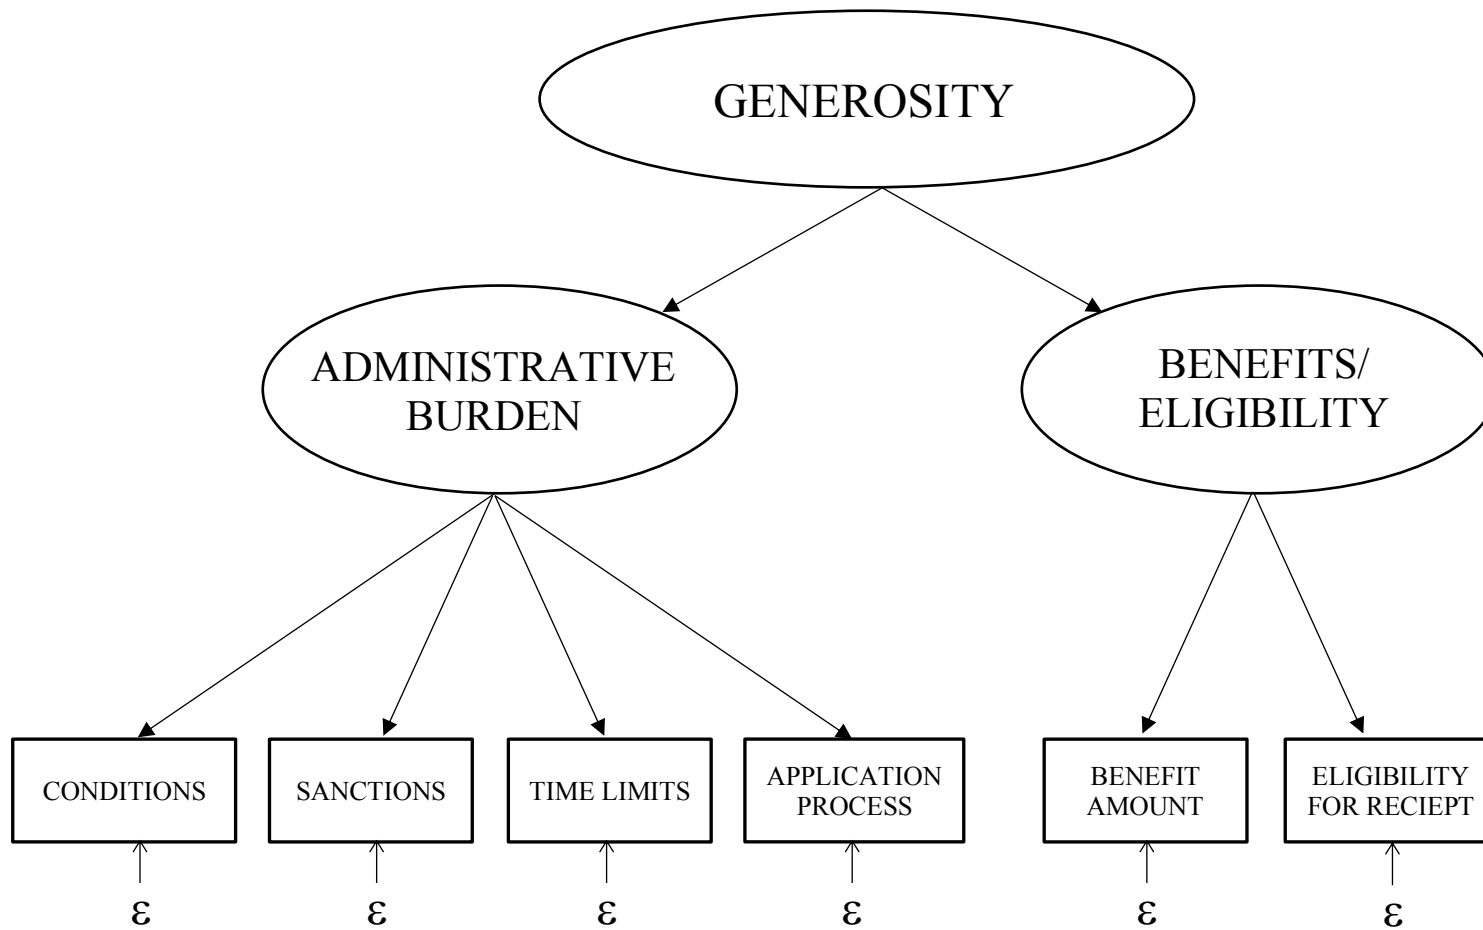 GENEROSITY
ADMINISTRATIVE
BURDEN
BENEFITS/
ELIGIBILITY
CONDITIONS
SANCTIONS
TIME LIMITS
APPLICATION
PROCESS
BENEFIT
AMOUNT
ELIGIBILITY
FOR RECIEPT
ε
ε
ε
ε
ε
ε